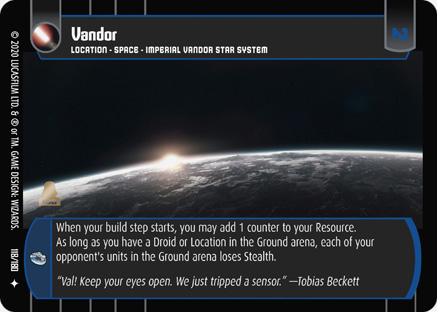 Vandor
LOCATION - SPACE - IMPERIAL VANDOR STAR SYSTEM
When your build step starts, you may add 1 counter to your Resource.
As long as you have a Droid or Location in the Ground arena, each of your
opponent's units in the Ground arena loses Stealth.
“Val! Keep your eyes open. We just tripped a sensor.” —Tobias Beckett
© 2020 LUCASFILM LTD. & ® or TM. GAME DESIGN: WIZARDS.